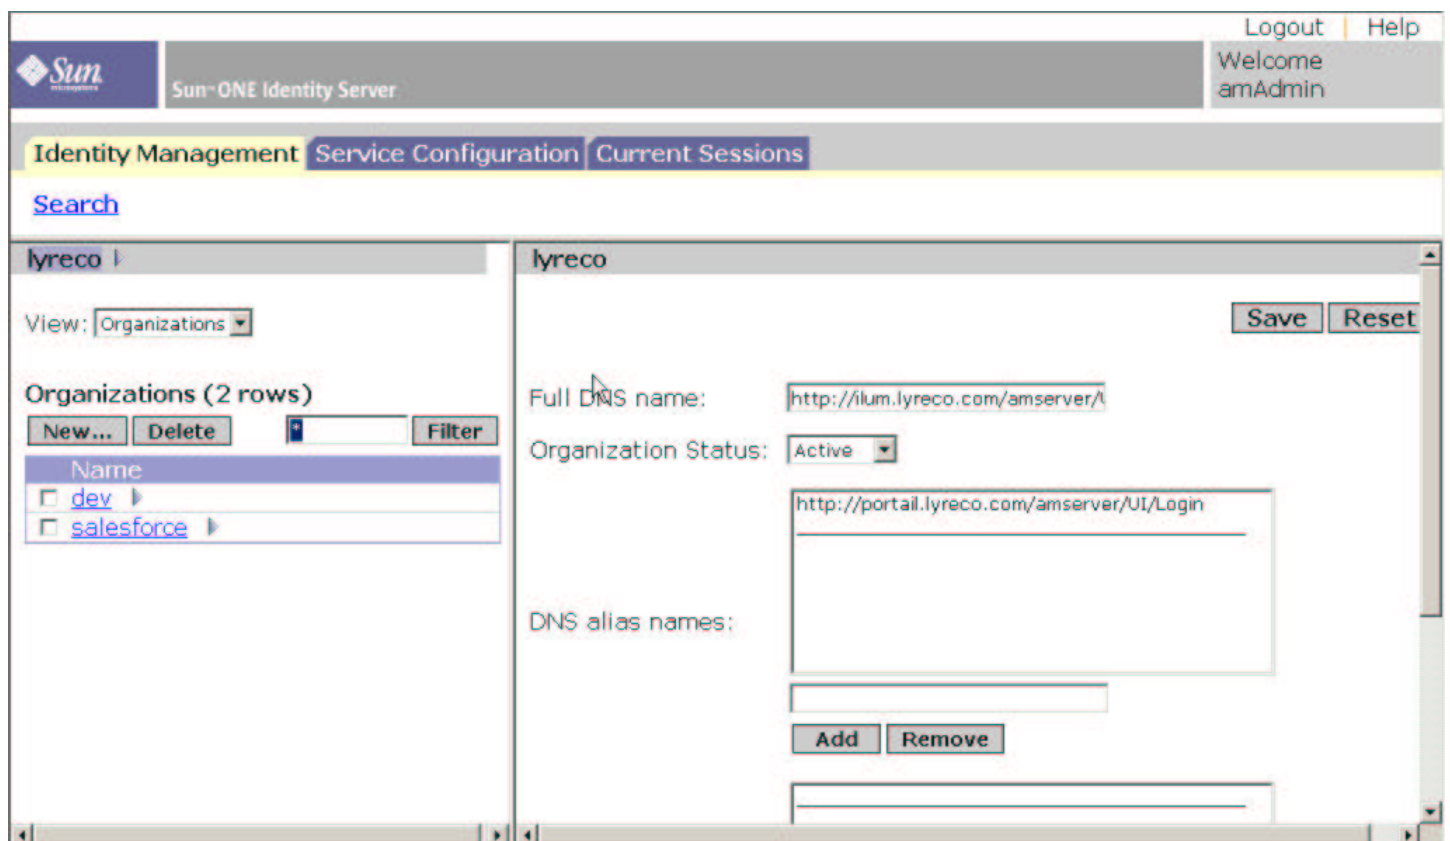 Logout | Help
Sun
microsystems
Sun™ ONE Identity Server
Welcome
amAdmin
Identity Management
Service Configuration
Current Sessions
Search
lyreco
View: Organizations
Organizations (2 rows)
New... Delete * Filter
Name
dev
salesforce
lyreco
Save Reset
Full DNS name: http://ilum.lyreco.com/amserver/
Organization Status: Active
http://portail.lyreco.com/amserver/UI/Login
DNS alias names:
Add Remove